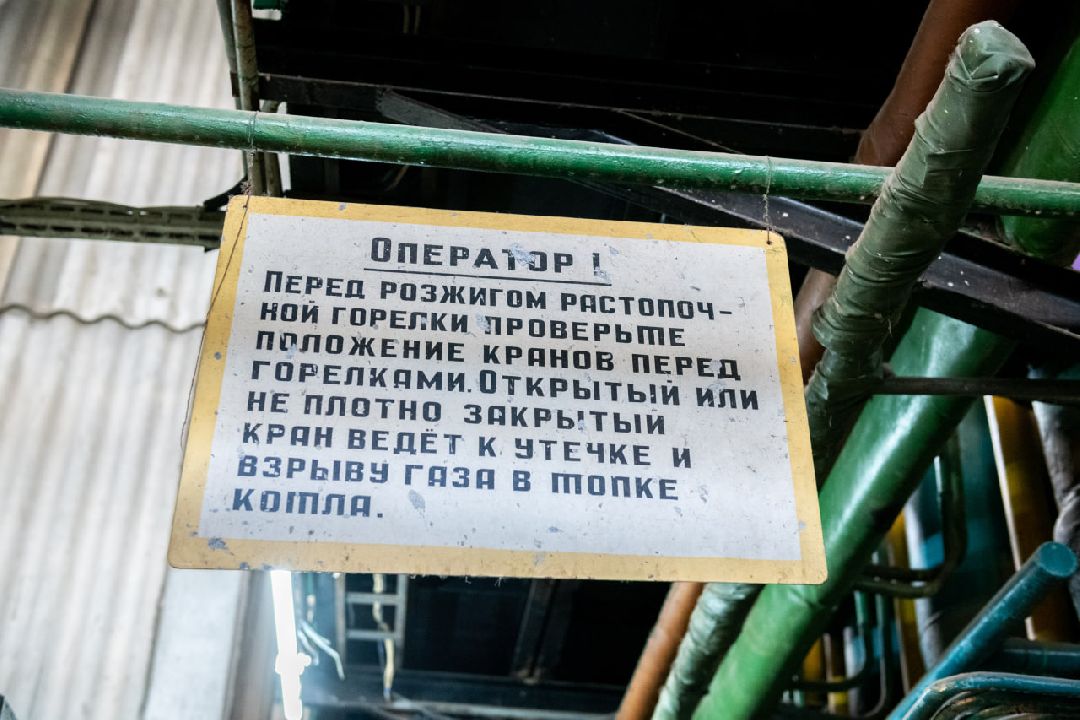 Оператор!
Перед розжигом растопоч-
ной горелки проверьте
положение кранов перед
горелками. Открытый или
не плотно закрытый
кран ведёт к утечке и
взрыву газа в топке
котла.